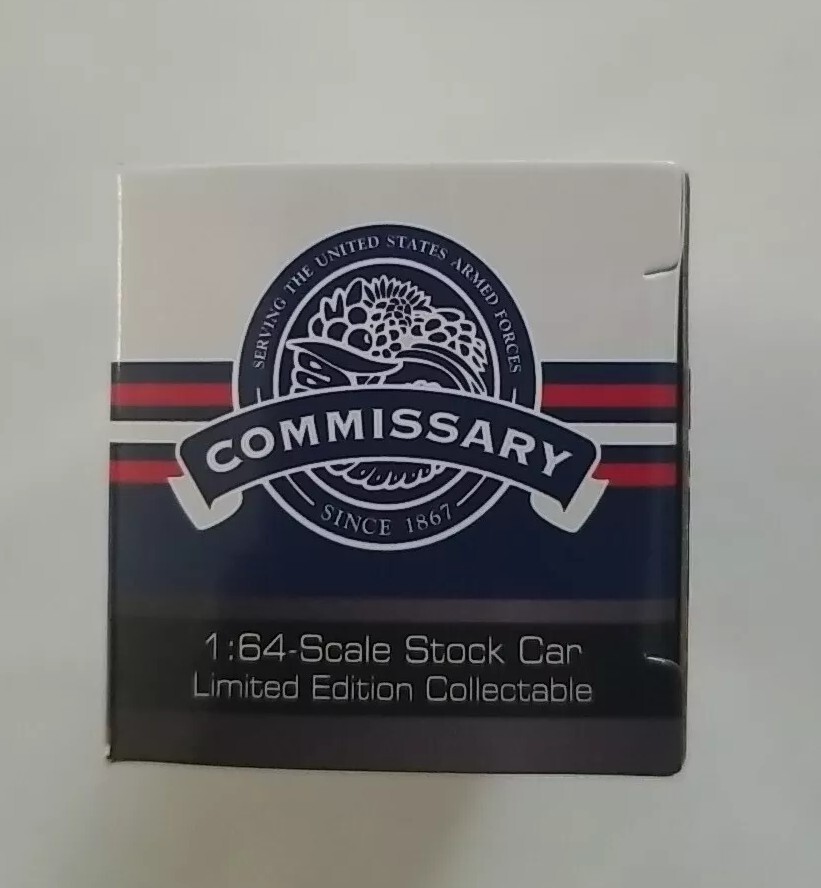 SERVING THE UNITED STATES ARMED FORCES
COMMISSARY
SINCE 1867
1:64-Scale Stock Car
Limited Edition Collectable